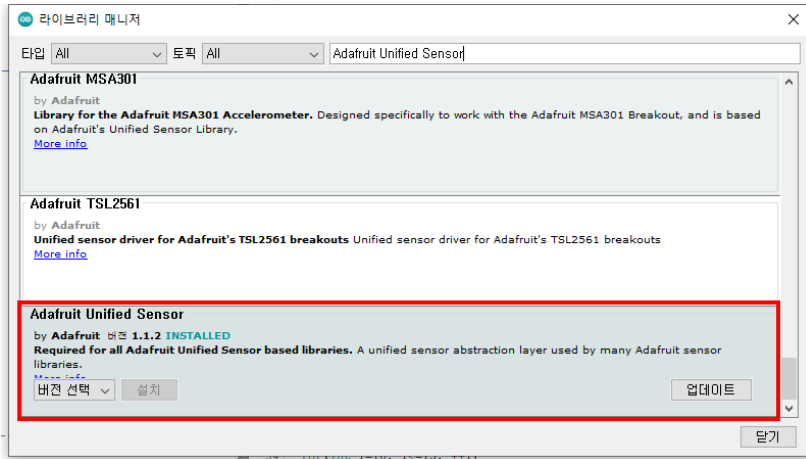 라이브러리 매니저
타입 All 토픽 All Adafruit Unified Sensor
Adafruit MSA301
by Adafruit
Library for the Adafruit MSA301 Accelerometer. Designed specifically to work with the Adafruit MSA301 Breakout, and is based
on Adafruit's Unified Sensor Library.
More info
Adafruit TSL2561
by Adafruit
Unified sensor driver for Adafruit's TSL2561 breakouts Unified sensor driver for Adafruit's TSL2561 breakouts
More info
Adafruit Unified Sensor
by Adafruit 버전 1.1.2 INSTALLED
Required for all Adafruit Unified Sensor based libraries. A unified sensor abstraction layer used by many Adafruit sensor
libraries.
More info
버전 선택 설치 업데이트
닫기